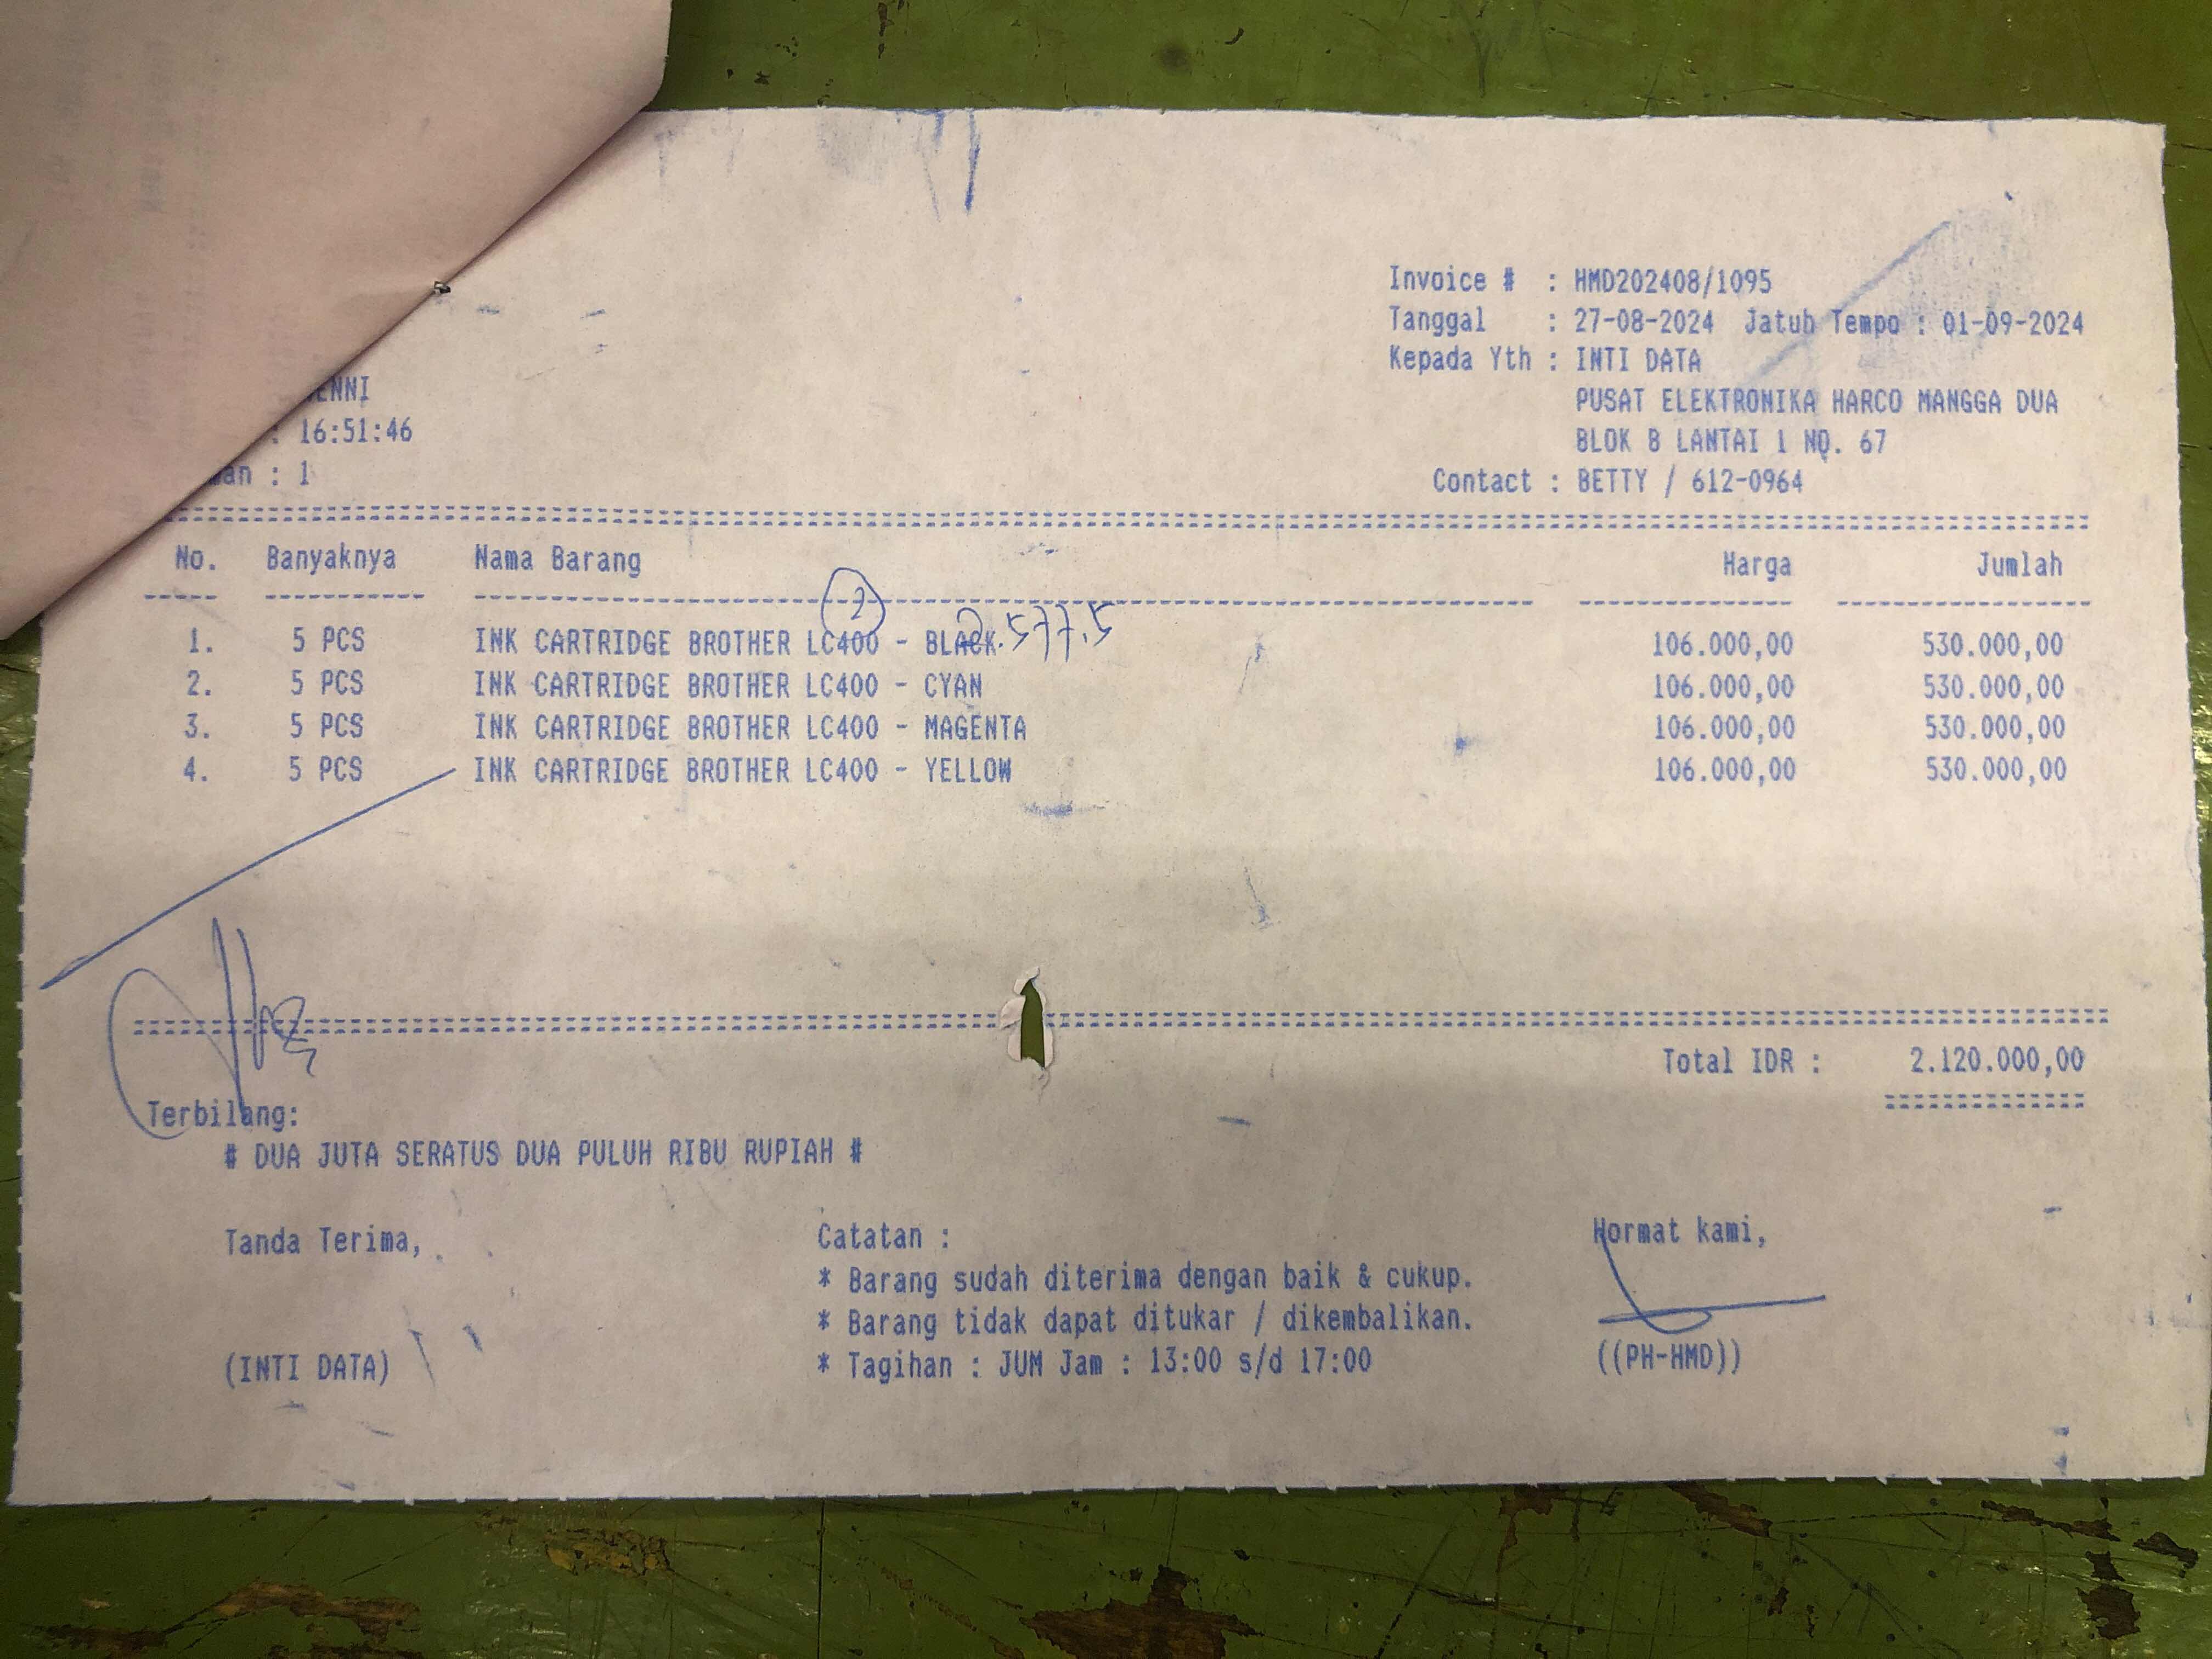 Invoice # : HMD202408/1095
Tanggal : 27-08-2024 Jatuh Tempo : 01-09-2024
Kepada Yth : INTI DATA
PUSAT ELEKTRONIKA HARCO MANGGA DUA
BLOK B LANTAI 1 NO. 67
Contact : BETTY / 612-0964
ENNI
: 16:51:46
an : 1
No. Banyaknya Nama Barang Harga Jumlah
2
2.577.5
1. 5 PCS INK CARTRIDGE BROTHER LC400 - BLACK 106.000,00 530.000,00
2. 5 PCS INK CARTRIDGE BROTHER LC400 - CYAN 106.000,00 530.000,00
3. 5 PCS INK CARTRIDGE BROTHER LC400 - MAGENTA 106.000,00 530.000,00
4. 5 PCS INK CARTRIDGE BROTHER LC400 - YELLOW 106.000,00 530.000,00
Total IDR : 2.120.000,00
Terbilang:
# DUA JUTA SERATUS DUA PULUH RIBU RUPIAH #
Tanda Terima,
(INTI DATA)
Catatan :
* Barang sudah diterima dengan baik & cukup.
* Barang tidak dapat ditukar / dikembalikan.
* Tagihan : JUM Jam : 13:00 s/d 17:00
Hormat kami,
((PH-HMD))